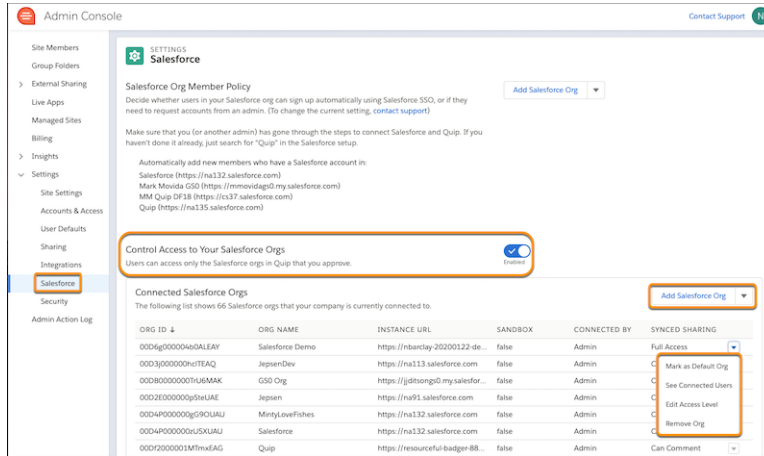 Admin Console
Contact Support
N
Site Members
Group Folders
External Sharing
Live Apps
Managed Sites
Billing
Insights
Settings
Site Settings
Accounts & Access
User Defaults
Sharing
Integrations
Salesforce
Security
Admin Action Log
SETTINGS
Salesforce
Salesforce Org Member Policy
Decide whether users in your Salesforce org can sign up automatically using Salesforce SSO, or if they
need to request accounts from an admin. (To change the current setting, contact support)
Add Salesforce Org
Make sure that you (or another admin) has gone through the steps to connect Salesforce and Quip. If you
haven't done it already, just search for "Quip" in the Salesforce setup.
Automatically add new members who have a Salesforce account in:
Salesforce (https://na132.salesforce.com)
Mark Movida GS0 (https://mmovidags0.my.salesforce.com)
MM Quip DF18 (https://cs37.salesforce.com)
Quip (https://na135.salesforce.com)
Control Access to Your Salesforce Orgs
Users can access only the Salesforce orgs in Quip that you approve.
Enabled
Connected Salesforce Orgs
The following list shows 66 Salesforce orgs that your company is currently connected to.
Add Salesforce Org
ORG ID ↓ ORG NAME INSTANCE URL SANDBOX CONNECTED BY SYNCED SHARING
00D6g000004b0ALEAY Salesforce Demo https://nbarclay-20200122-de... false Admin Full Access
00D3j000000hcITEAQ JepsenDev https://na113.salesforce.com false Admin C
00DB0000000TrU6MAK GS0 Org https://jjditsongs0.my.salesfor... false Admin C
00D2E000000pSteUAE Jepsen https://na91.salesforce.com false Admin C
00D4P000000gG9OUAU MintyLoveFishes https://na132.salesforce.com false Admin C
00D4P000000zU5XUAU Salesforce https://na132.salesforce.com false Admin C
00Df2000001MTmxEAG Quip https://resourceful-badger-88... false Admin Can Comment
Mark as Default Org
See Connected Users
Edit Access Level
Remove Org